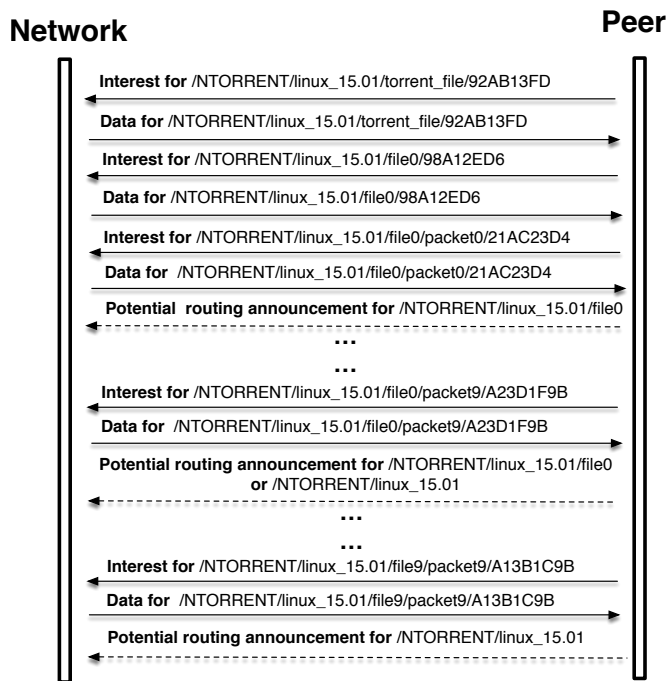 Network
Peer
Interest for /NTORRENT/linux_15.01/torrent_file/92AB13FD
Data for /NTORRENT/linux_15.01/torrent_file/92AB13FD
Interest for /NTORRENT/linux_15.01/file0/98A12ED6
Data for /NTORRENT/linux_15.01/file0/98A12ED6
Interest for /NTORRENT/linux_15.01/file0/packet0/21AC23D4
Data for /NTORRENT/linux_15.01/file0/packet0/21AC23D4
Potential routing announcement for /NTORRENT/linux_15.01/file0
...
...
Interest for /NTORRENT/linux_15.01/file0/packet9/A23D1F9B
Data for /NTORRENT/linux_15.01/file0/packet9/A23D1F9B
Potential routing announcement for /NTORRENT/linux_15.01/file0
or /NTORRENT/linux_15.01
...
...
Interest for /NTORRENT/linux_15.01/file9/packet9/A13B1C9B
Data for /NTORRENT/linux_15.01/file9/packet9/A13B1C9B
Potential routing announcement for /NTORRENT/linux_15.01